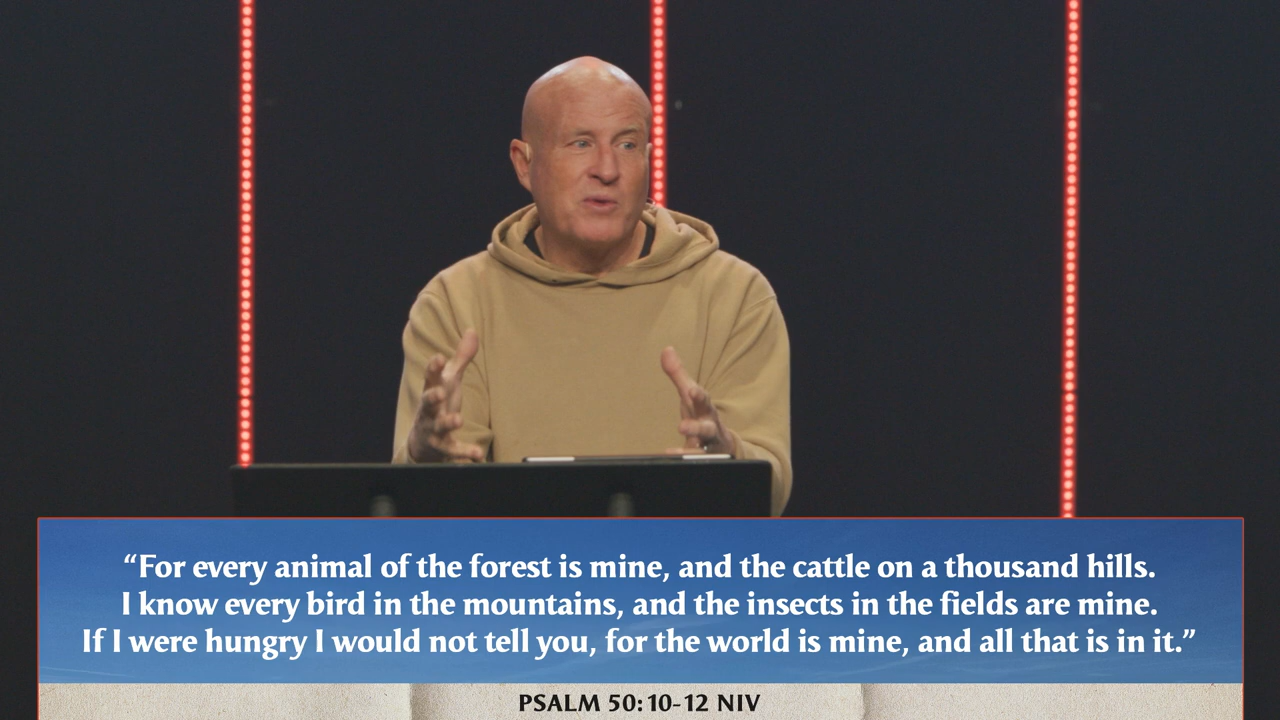 “For every animal of the forest is mine, and the cattle on a thousand hills.
I know every bird in the mountains, and the insects in the fields are mine.
If I were hungry I would not tell you, for the world is mine, and all that is in it.”
PSALM 50:10-12 NIV